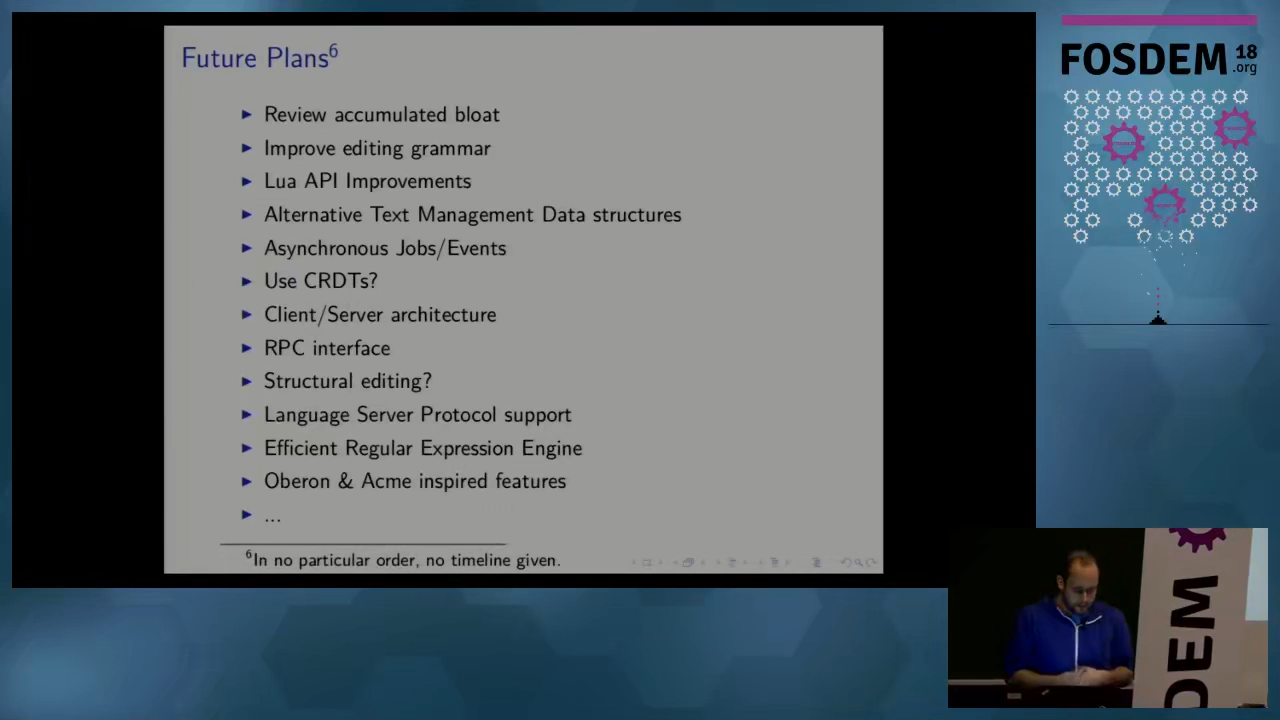 Future Plans6
Review accumulated bloat
Improve editing grammar
Lua API Improvements
Alternative Text Management Data structures
Asynchronous Jobs/Events
Use CRDTs?
Client/Server architecture
RPC interface
Structural editing?
Language Server Protocol support
Efficient Regular Expression Engine
Oberon & Acme inspired features
...
6In no particular order, no timeline given.
FOSDEM 18
.org
DEM